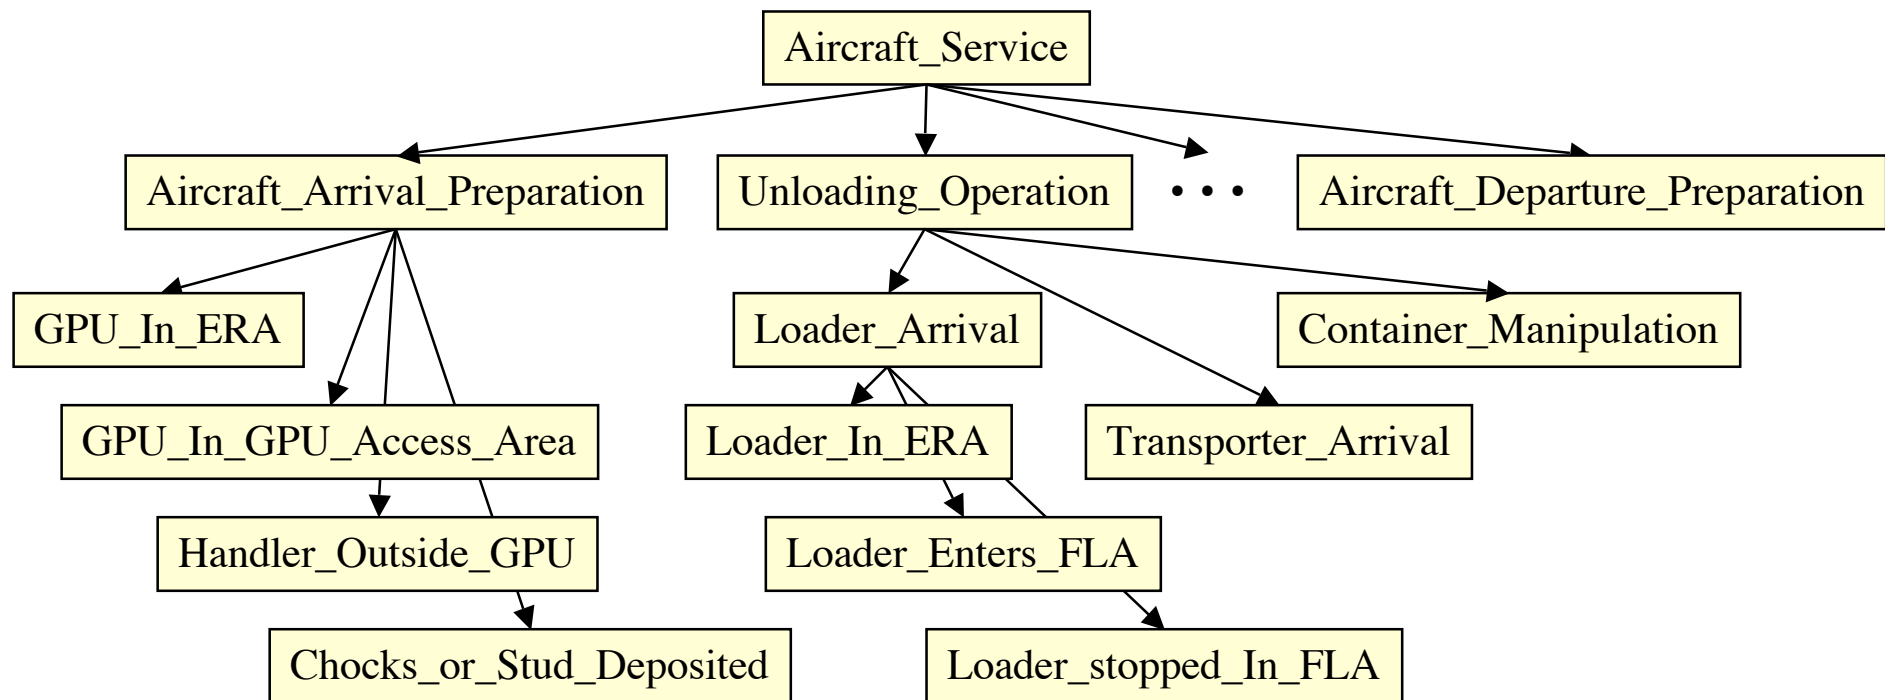 Aircraft_Service
Aircraft_Arrival_Preparation
Unloading_Operation
• • •
Aircraft_Departure_Preparation
GPU_In_ERA
Loader_Arrival
Container_Manipulation
GPU_In_GPU_Access_Area
Loader_In_ERA
Transporter_Arrival
Handler_Outside_GPU
Loader_Enters_FLA
Chocks_or_Stud_Deposited
Loader_stopped_In_FLA